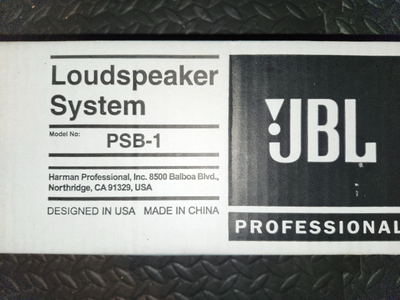 Loudspeaker
System
Model No:
PSB-1
Harman Professional, Inc. 8500 Balboa Blvd.,
Northridge, CA 91329, USA
DESIGNED IN USA MADE IN CHINA
JBL
PROFESSIONAL